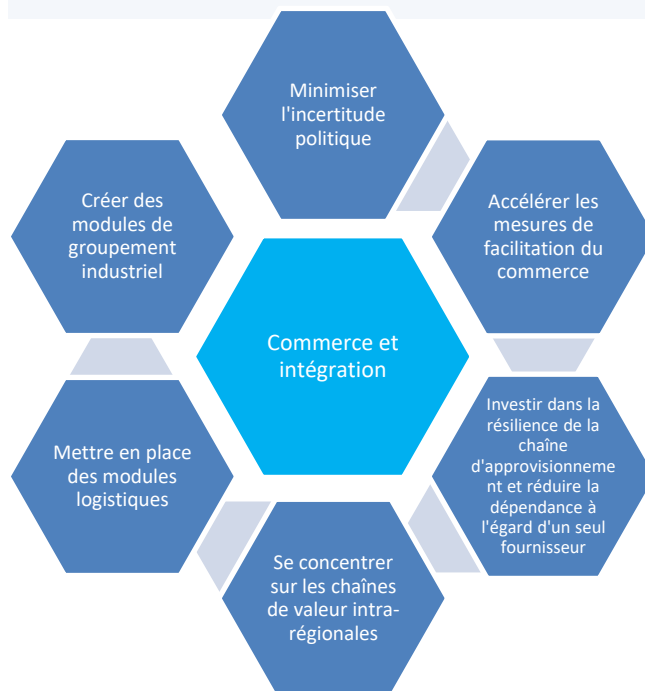 Minimiser
l'incertitude
politique
Accélérer les
mesures de
facilitation du
commerce
Investir dans la
résilience de la
chaîne
d'approvisionneme
nt et réduire la
dépendance à
l'égard d'un seul
fournisseur
Se concentrer
sur les chaînes
de valeur intra-
régionales
Mettre en place
des modules
logistiques
Créer des
modules de
groupement
industriel
Commerce et
intégration